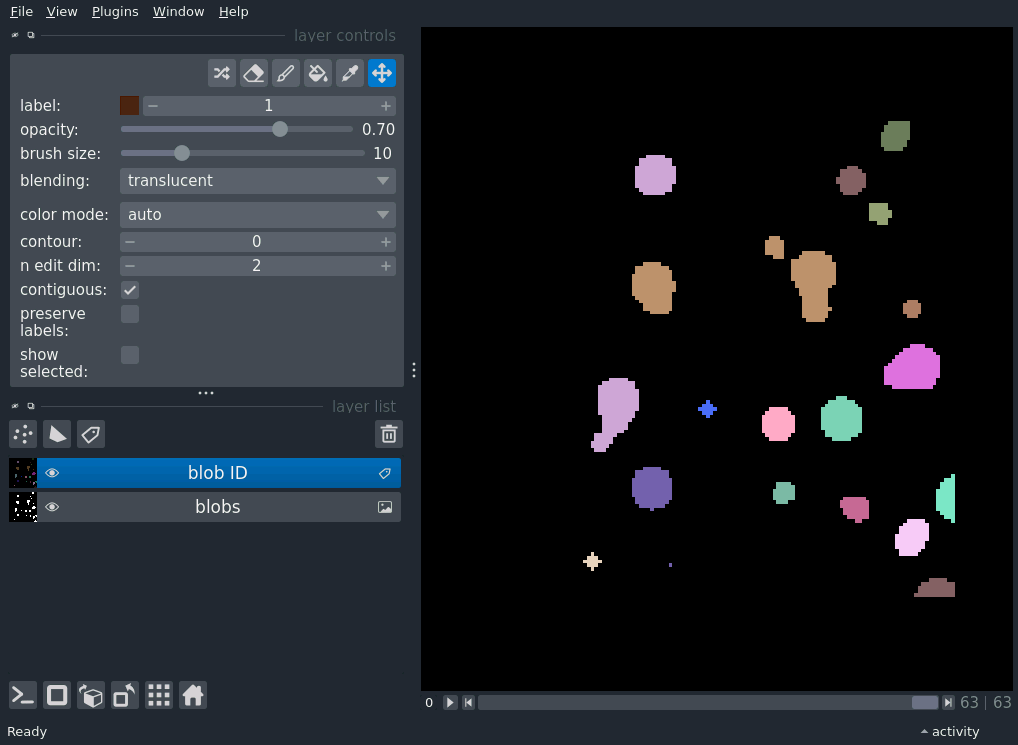 File View Plugins Window Help
layer controls
label: 1
opacity: 0.70
brush size: 10
blending: translucent
color mode: auto
contour: 0
n edit dim: 2
contiguous:
preserve
labels:
show
selected:
layer list
blob ID
blobs
0 63 | 63
Ready activity